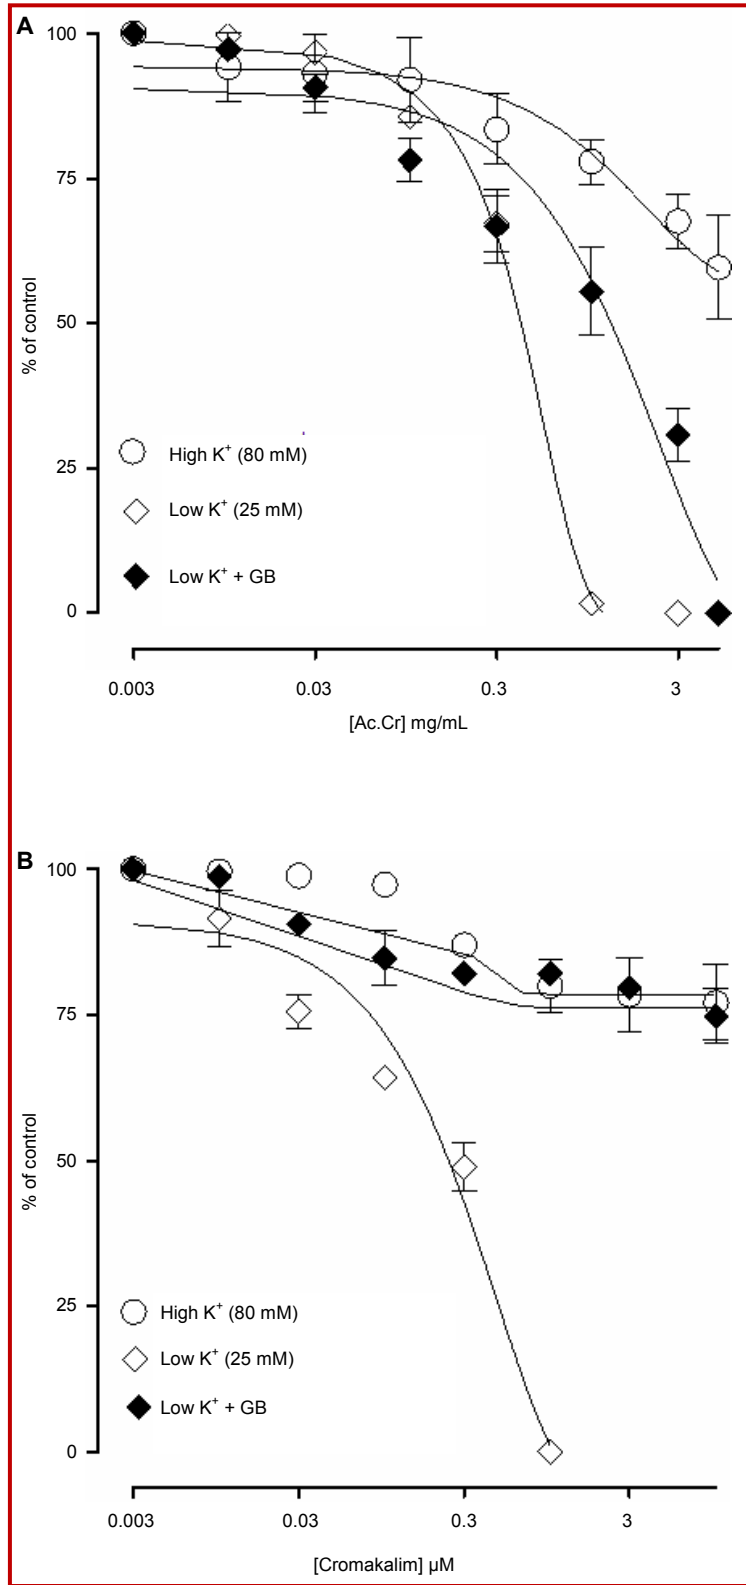 A
100
75
50
25
0
% of control
High K⁺ (80 mM)
Low K⁺ (25 mM)
Low K⁺ + GB
0.003 0.03 0.3 3
[Ac.Cr] mg/mL
B
100
75
50
25
0
% of control
High K⁺ (80 mM)
Low K⁺ (25 mM)
Low K⁺ + GB
0.003 0.03 0.3 3
[Cromakalim] µM